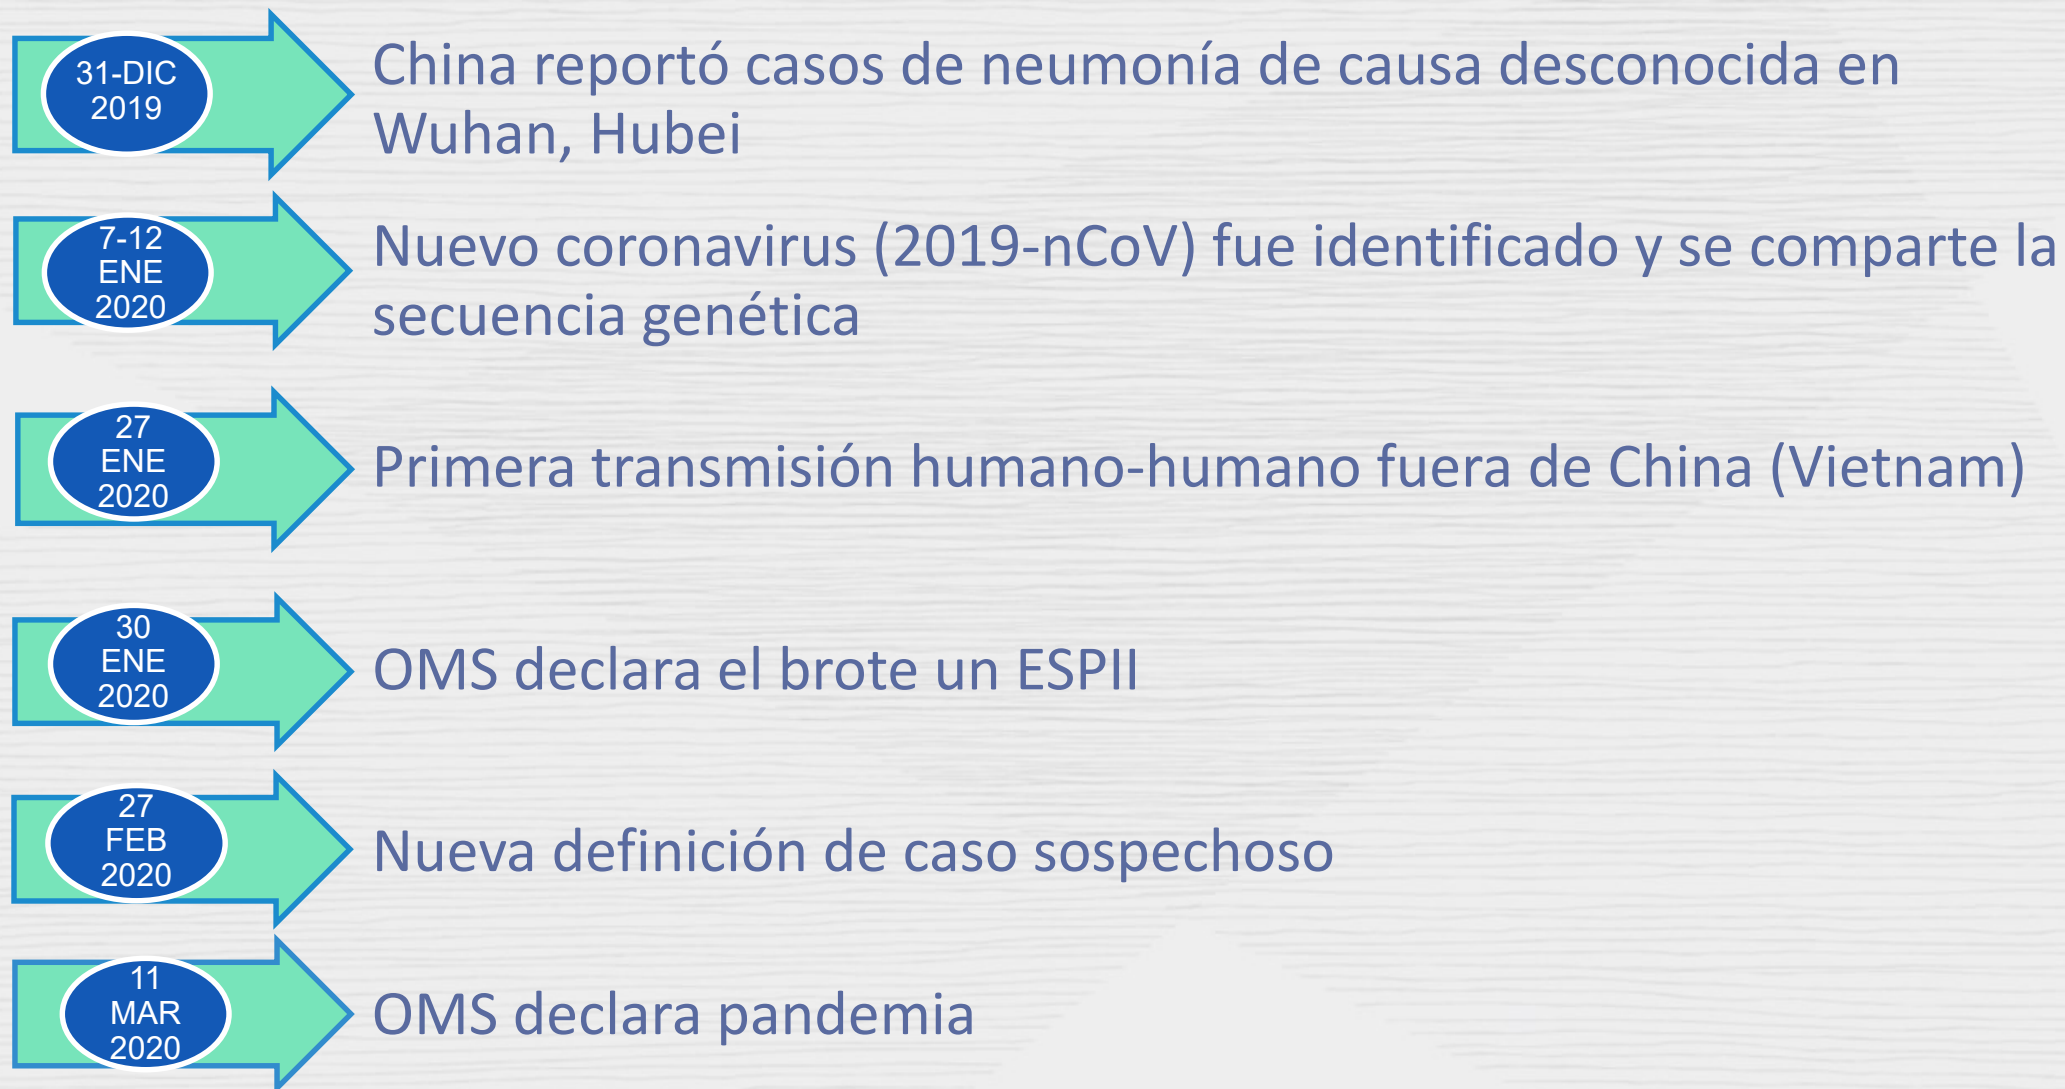 31-DIC
2019
China reportó casos de neumonía de causa desconocida en
Wuhan, Hubei
7-12
ENE
2020
Nuevo coronavirus (2019-nCoV) fue identificado y se comparte la
secuencia genética
27
ENE
2020
Primera transmisión humano-humano fuera de China (Vietnam)
30
ENE
2020
OMS declara el brote un ESPII
27
FEB
2020
Nueva definición de caso sospechoso
11
MAR
2020
OMS declara pandemia